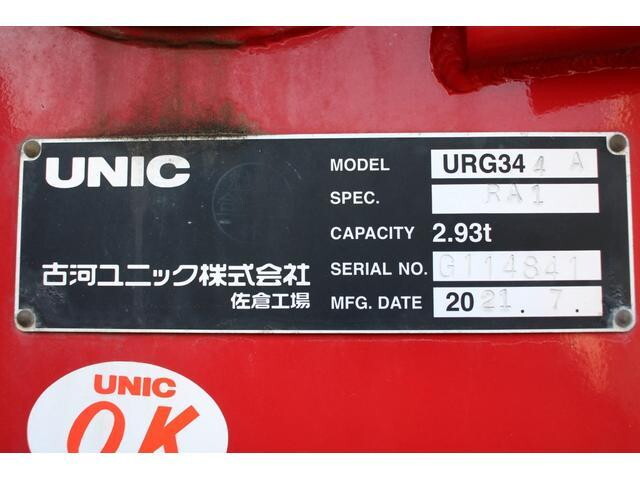 UNIC
MODEL URG344 A
SPEC. RA1
CAPACITY 2.93t
SERIAL NO. G114841
MFG. DATE 2021. 7.
古河ユニック株式会社
佐倉工場
UNIC
OK